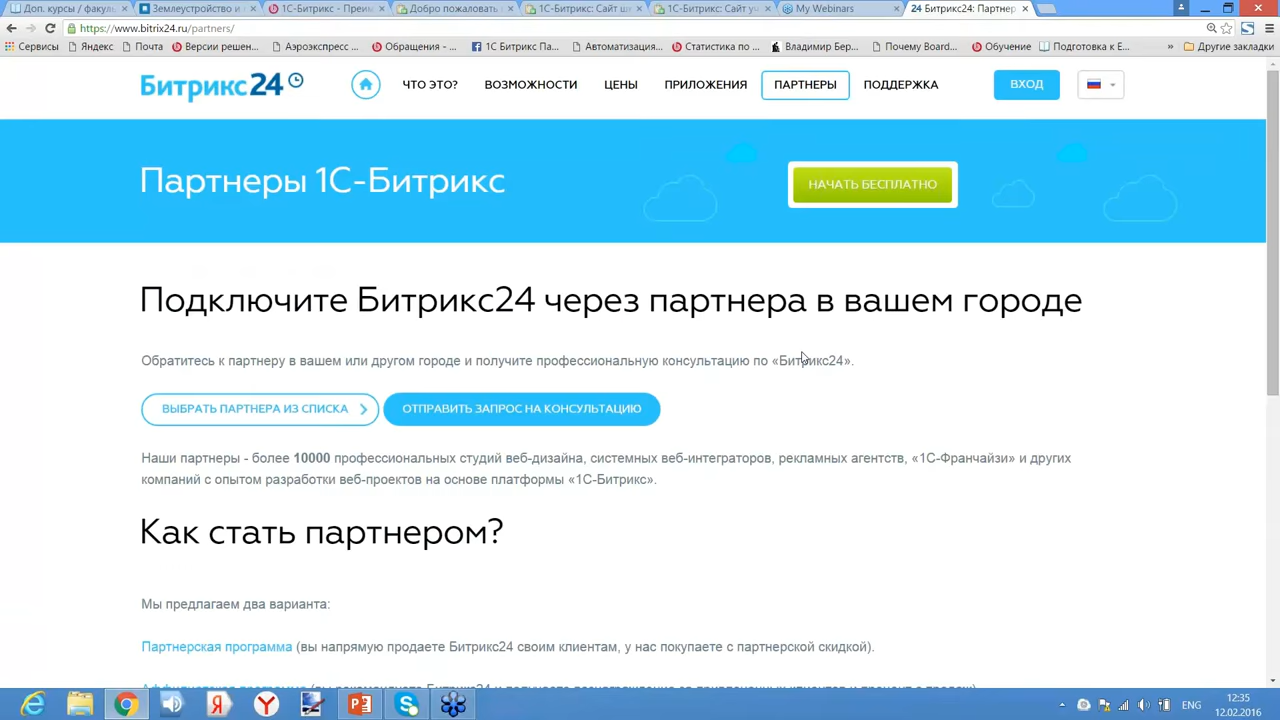 Доп. курсы / факуль
Землеустройство и
1С-Битрикс - Преим
Добро пожаловать
1С-Битрикс: Сайт ш
1С-Битрикс: Сайт уч
My Webinars
24 Битрикс24: Партнер
https://www.bitrix24.ru/partners/
Сервисы
Яндекс
Почта
Версии решен...
Аэроэкспресс ...
Обращения - ...
1С Битрикс Па...
Автоматизация...
Статистика по ...
Владимир Бер...
Почему Board...
Обучение
Подготовка к Е...
»
Другие закладки
Битрикс24
ЧТО ЭТО?
ВОЗМОЖНОСТИ
ЦЕНЫ
ПРИЛОЖЕНИЯ
ПАРТНЕРЫ
ПОДДЕРЖКА
ВХОД
Партнеры 1С-Битрикс
НАЧАТЬ БЕСПЛАТНО
Подключите Битрикс24 через партнера в вашем городе
Обратитесь к партнеру в вашем или другом городе и получите профессиональную консультацию по «Битрикс24».
ВЫБРАТЬ ПАРТНЕРА ИЗ СПИСКА
ОТПРАВИТЬ ЗАПРОС НА КОНСУЛЬТАЦИЮ
Наши партнеры - более 10000 профессиональных студий веб-дизайна, системных веб-интеграторов, рекламных агентств, «1С-Франчайзи» и других
компаний с опытом разработки веб-проектов на основе платформы «1С-Битрикс».
Как стать партнером?
Мы предлагаем два варианта:
Партнерская программа (вы напрямую продаете Битрикс24 своим клиентам, у нас покупаете с партнерской скидкой).
ENG
12:35
12.02.2016